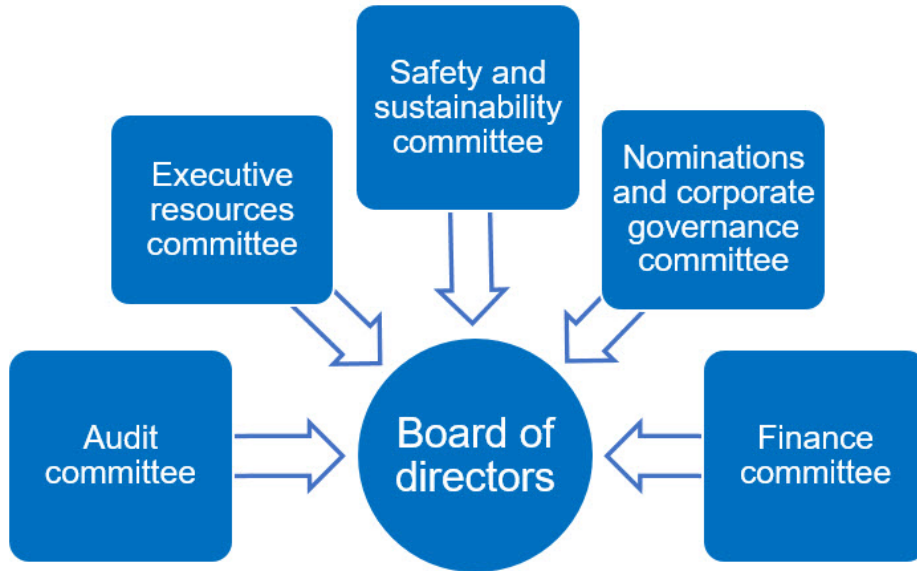 Safety and
sustainability
committee
Executive
resources
committee
Nominations
and corporate
governance
committee
Audit
committee
Board of
directors
Finance
committee